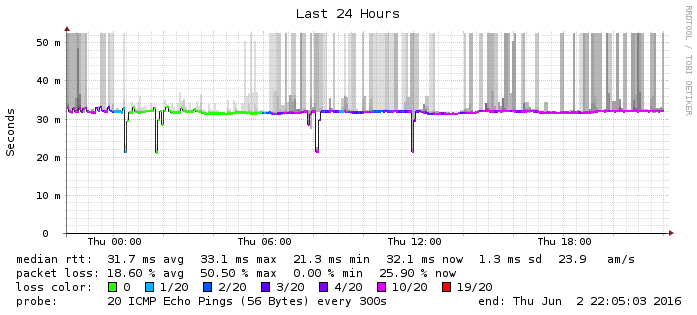 Last 24 Hours
RRDTOOL / TOBI OETIKER
Seconds
50 m
40 m
30 m
20 m
10 m
0
Thu 00:00 Thu 06:00 Thu 12:00 Thu 18:00
median rtt: 31.7 ms avg 33.1 ms max 21.3 ms min 32.1 ms now 1.3 ms sd 23.9 am/s
packet loss: 18.60 % avg 50.50 % max 0.00 % min 25.90 % now
loss color: 0 1/20 2/20 3/20 4/20 10/20 19/20
probe: 20 ICMP Echo Pings (56 Bytes) every 300s end: Thu Jun 2 22:05:03 2016